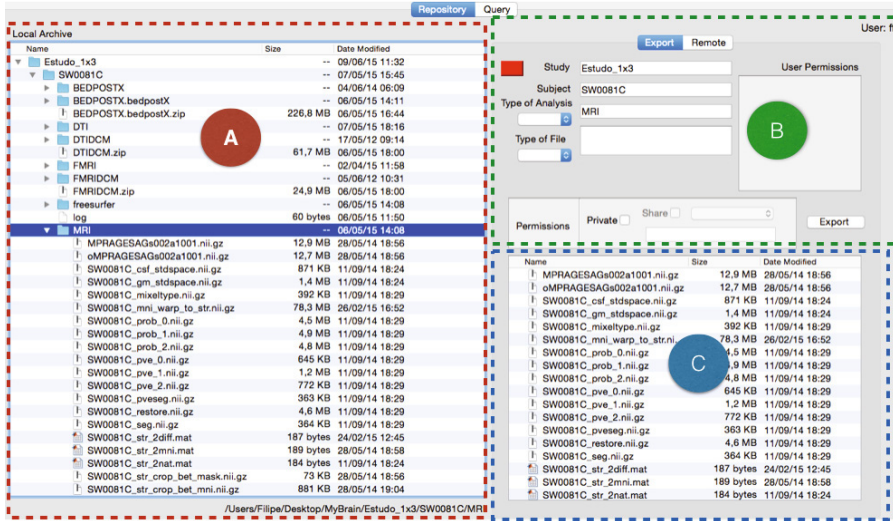 Repository Query
User: f
Local Archive
Name Size Date Modified
Estudo_1x3 -- 09/06/15 11:32
SW0081C -- 07/05/15 15:45
BEDPOSTX -- 04/06/14 06:09
BEDPOSTX.bedpostX -- 06/05/15 14:11
BEDPOSTX.bedpostX.zip 226,8 MB 06/05/15 16:44
DTI -- 07/05/15 18:16
DTIDCM -- 17/05/12 09:14
DTIDCM.zip 61,7 MB 06/05/15 18:00
FMRI -- 02/04/15 11:58
FMRIDCM -- 05/06/12 10:31
FMRIDCM.zip 24,9 MB 06/05/15 18:00
freesurfer -- 06/05/15 14:08
log 60 bytes 06/05/15 11:50
MRI -- 06/05/15 14:08
MPRAGESAGs002a1001.nii.gz 12,9 MB 28/05/14 18:56
oMPRAGESAGs002a1001.nii.gz 12,7 MB 28/05/14 18:56
SW0081C_csf_stdspace.nii.gz 871 KB 11/09/14 18:24
SW0081C_gm_stdspace.nii.gz 1,4 MB 11/09/14 18:24
SW0081C_mixeltype.nii.gz 392 KB 11/09/14 18:29
SW0081C_mni_warp_to_str.nii.gz 78,3 MB 26/02/15 16:52
SW0081C_prob_0.nii.gz 4,5 MB 11/09/14 18:29
SW0081C_prob_1.nii.gz 4,9 MB 11/09/14 18:29
SW0081C_prob_2.nii.gz 4,8 MB 11/09/14 18:29
SW0081C_pve_0.nii.gz 645 KB 11/09/14 18:29
SW0081C_pve_1.nii.gz 1,2 MB 11/09/14 18:29
SW0081C_pve_2.nii.gz 772 KB 11/09/14 18:29
SW0081C_pveseg.nii.gz 363 KB 11/09/14 18:29
SW0081C_restore.nii.gz 4,6 MB 11/09/14 18:29
SW0081C_seg.nii.gz 364 KB 11/09/14 18:29
SW0081C_str_2diff.mat 187 bytes 24/02/15 12:45
SW0081C_str_2mni.mat 189 bytes 28/05/14 18:58
SW0081C_str_2nat.mat 184 bytes 11/09/14 18:24
SW0081C_str_crop_bet_mask.nii.gz 73 KB 28/05/14 18:56
SW0081C_str_crop_bet_mni.nii.gz 881 KB 28/05/14 19:04
/Users/Filipe/Desktop/MyBrain/Estudo_1x3/SW0081C/MRI
A
Export Remote
Study Estudo_1x3 User Permissions
Subject SW0081C
Type of Analysis
MRI
Type of File
B
Permissions Private Share Export
Name Size Date Modified
MPRAGESAGs002a1001.nii.gz 12,9 MB 28/05/14 18:56
oMPRAGESAGs002a1001.nii.gz 12,7 MB 28/05/14 18:56
SW0081C_csf_stdspace.nii.gz 871 KB 11/09/14 18:24
SW0081C_gm_stdspace.nii.gz 1,4 MB 11/09/14 18:24
SW0081C_mixeltype.nii.gz 392 KB 11/09/14 18:29
SW0081C_mni_warp_to_str.ni... 78,3 MB 26/02/15 16:52
SW0081C_prob_0.nii.gz 4,5 MB 11/09/14 18:29
SW0081C_prob_1.nii.gz ,9 MB 11/09/14 18:29
SW0081C_prob_2.nii.gz 4,8 MB 11/09/14 18:29
SW0081C_pve_0.nii.gz 645 KB 11/09/14 18:29
SW0081C_pve_1.nii.gz 1,2 MB 11/09/14 18:29
SW0081C_pve_2.nii.gz 772 KB 11/09/14 18:29
SW0081C_pveseg.nii.gz 363 KB 11/09/14 18:29
SW0081C_restore.nii.gz 4,6 MB 11/09/14 18:29
SW0081C_seg.nii.gz 364 KB 11/09/14 18:29
SW0081C_str_2diff.mat 187 bytes 24/02/15 12:45
SW0081C_str_2mni.mat 189 bytes 28/05/14 18:58
SW0081C_str_2nat.mat 184 bytes 11/09/14 18:24
C